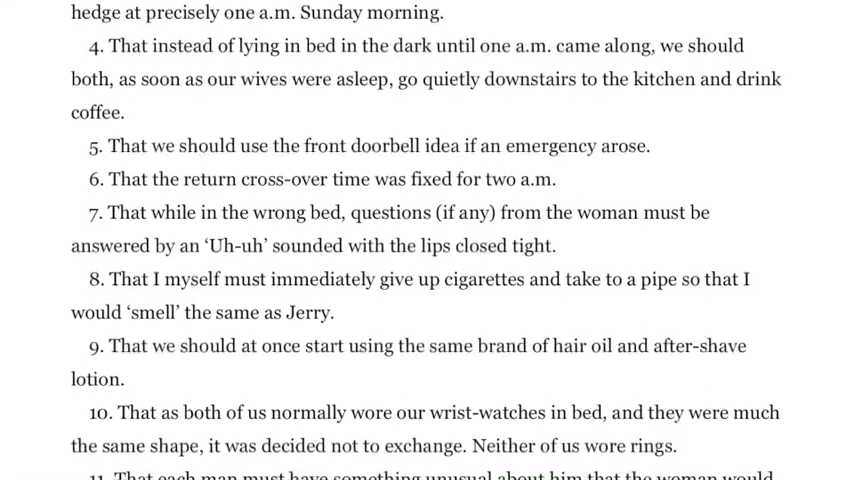 hedge at precisely one a.m. Sunday morning.
4. That instead of lying in bed in the dark until one a.m. came along, we should
both, as soon as our wives were asleep, go quietly downstairs to the kitchen and drink
coffee.
5. That we should use the front doorbell idea if an emergency arose.
6. That the return cross-over time was fixed for two a.m.
7. That while in the wrong bed, questions (if any) from the woman must be
answered by an ‘Uh-uh’ sounded with the lips closed tight.
8. That I myself must immediately give up cigarettes and take to a pipe so that I
would ‘smell’ the same as Jerry.
9. That we should at once start using the same brand of hair oil and after-shave
lotion.
10. That as both of us normally wore our wrist-watches in bed, and they were much
the same shape, it was decided not to exchange. Neither of us wore rings.
11. That each man must have something unusual about him that the woman would